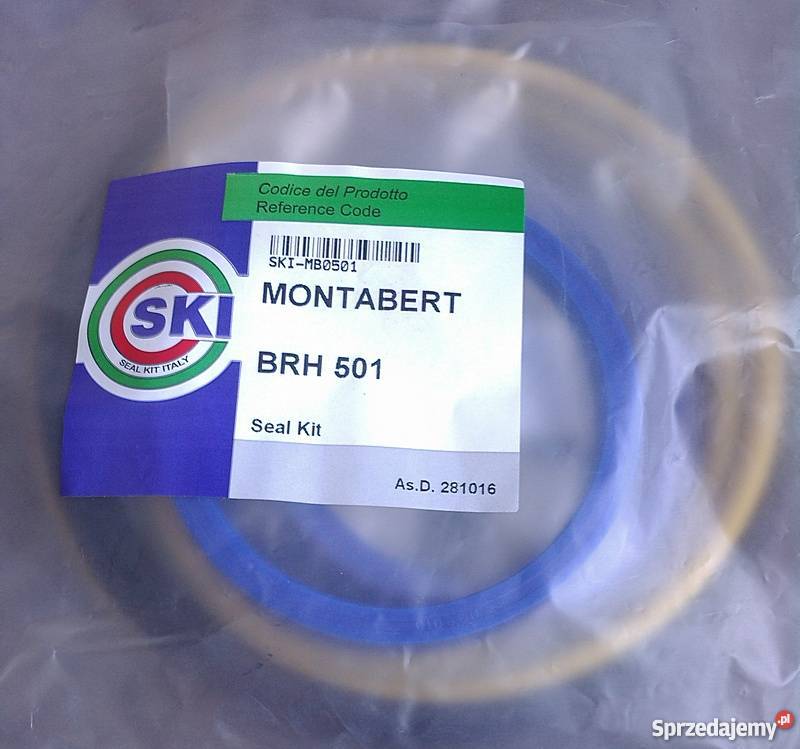 Codice del Prodotto
Reference Code
SKI-MB0501
MONTABERT
SKI
SEAL KIT ITALY
BRH 501
Seal Kit
As.D. 281016
Sprzedajemy.pl